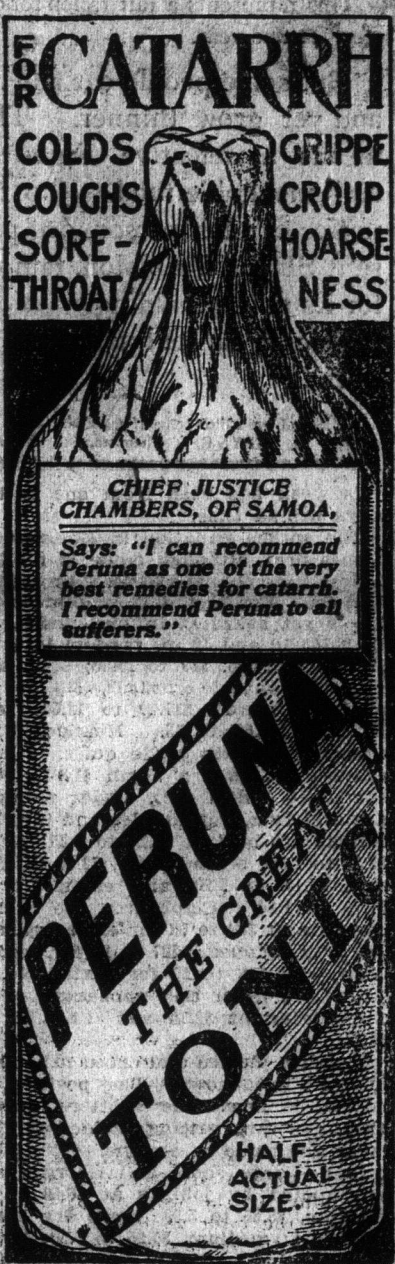 FOR CATARRH
COLDS
COUGHS
SORE-
THROAT
GRIPPE
CROUP
HOARSE
NESS
CHIEF JUSTICE
CHAMBERS, OF SAMOA,
Says: "I can recommend
Peruna as one of the very
best remedies for catarrh.
I recommend Peruna to all
sufferers."
PERUNA
THE GREAT
TONIC
HALF
ACTUAL
SIZE.